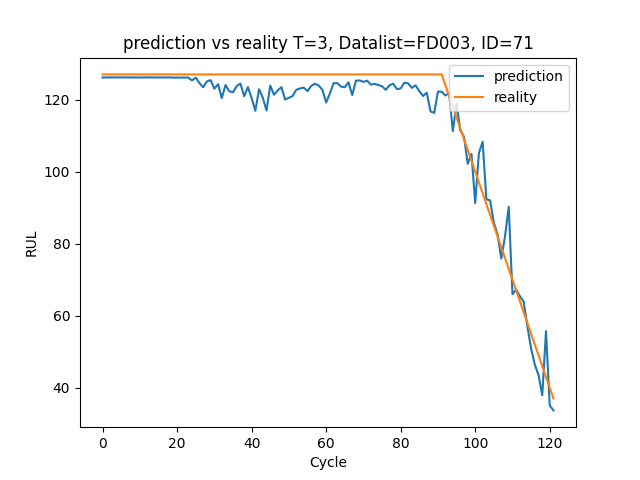 prediction vs reality T=3, Datalist=FD003, ID=71
prediction
reality
120
100
80
60
40
RUL
0 20 40 60 80 100 120
Cycle